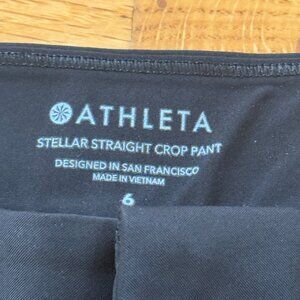 ATHLETA
STELLAR STRAIGHT CROP PANT
DESIGNED IN SAN FRANCISCO
MADE IN VIETNAM
6